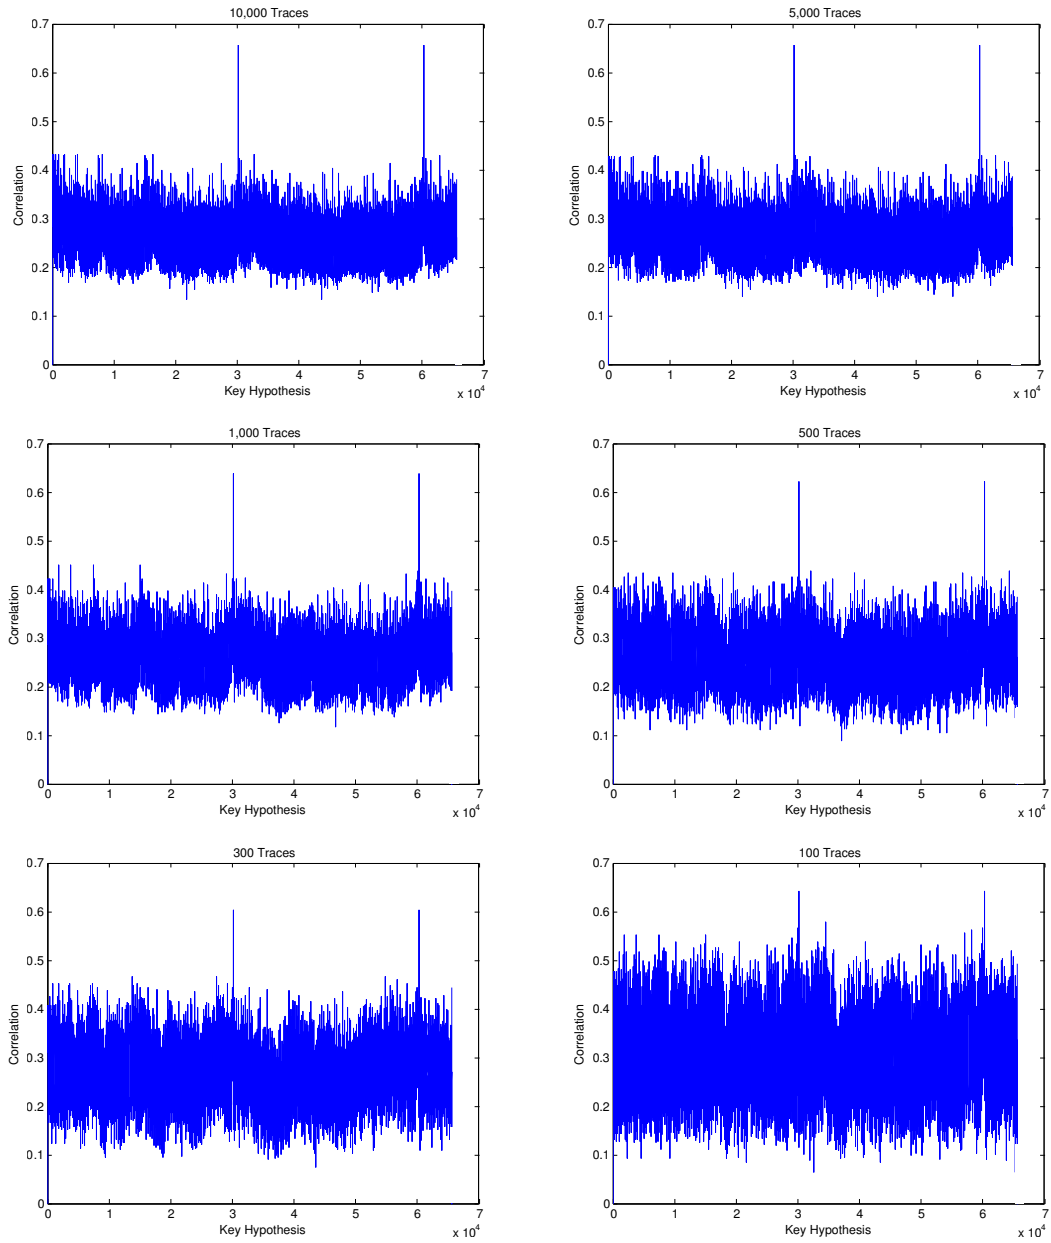 10,000 Traces
0.7
0.6
0.5
0.4
0.3
0.2
0.1
0
Correlation
0 1 2 3 4 5 6 7
Key Hypothesis
x 10^4
5,000 Traces
0.7
0.6
0.5
0.4
0.3
0.2
0.1
0
Correlation
0 1 2 3 4 5 6 7
Key Hypothesis
x 10^4
1,000 Traces
0.7
0.6
0.5
0.4
0.3
0.2
0.1
0
Correlation
0 1 2 3 4 5 6 7
Key Hypothesis
x 10^4
500 Traces
0.7
0.6
0.5
0.4
0.3
0.2
0.1
0
Correlation
0 1 2 3 4 5 6 7
Key Hypothesis
x 10^4
300 Traces
0.7
0.6
0.5
0.4
0.3
0.2
0.1
0
Correlation
0 1 2 3 4 5 6 7
Key Hypothesis
x 10^4
100 Traces
0.7
0.6
0.5
0.4
0.3
0.2
0.1
0
Correlation
0 1 2 3 4 5 6 7
Key Hypothesis
x 10^4